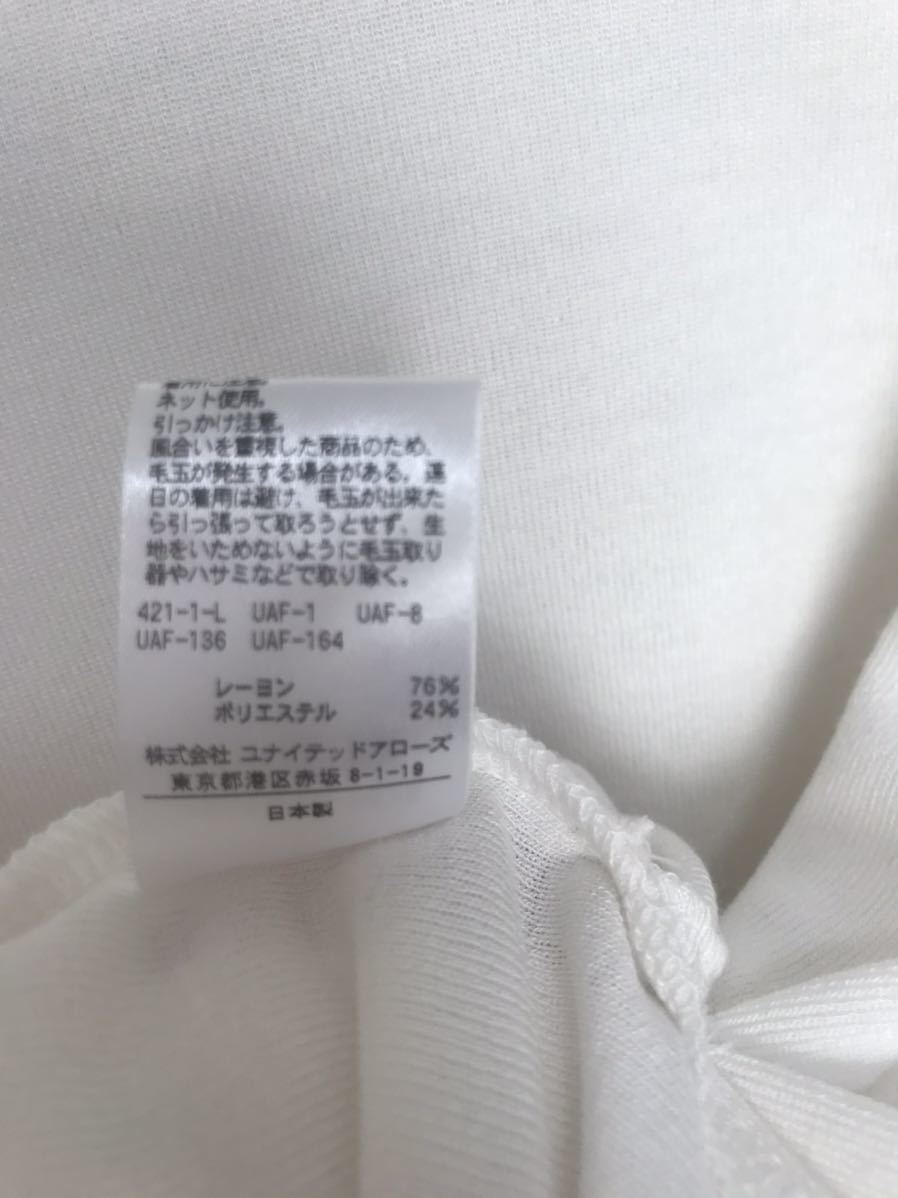 着用に注意。
ネット使用。
引っかけ注意。
風合いを重視した商品のため、
毛玉が発生する場合がある。連
日の着用は避け、毛玉が出来た
ら引っ張って取ろうとせず、生
地をいためないように毛玉取り
器やハサミなどで取り除く。
421-1-L UAF-1 UAF-8
UAF-136 UAF-164
レーヨン 76%
ポリエステル 24%
株式会社 ユナイテッドアローズ
東京都港区赤坂 8-1-19
日本製